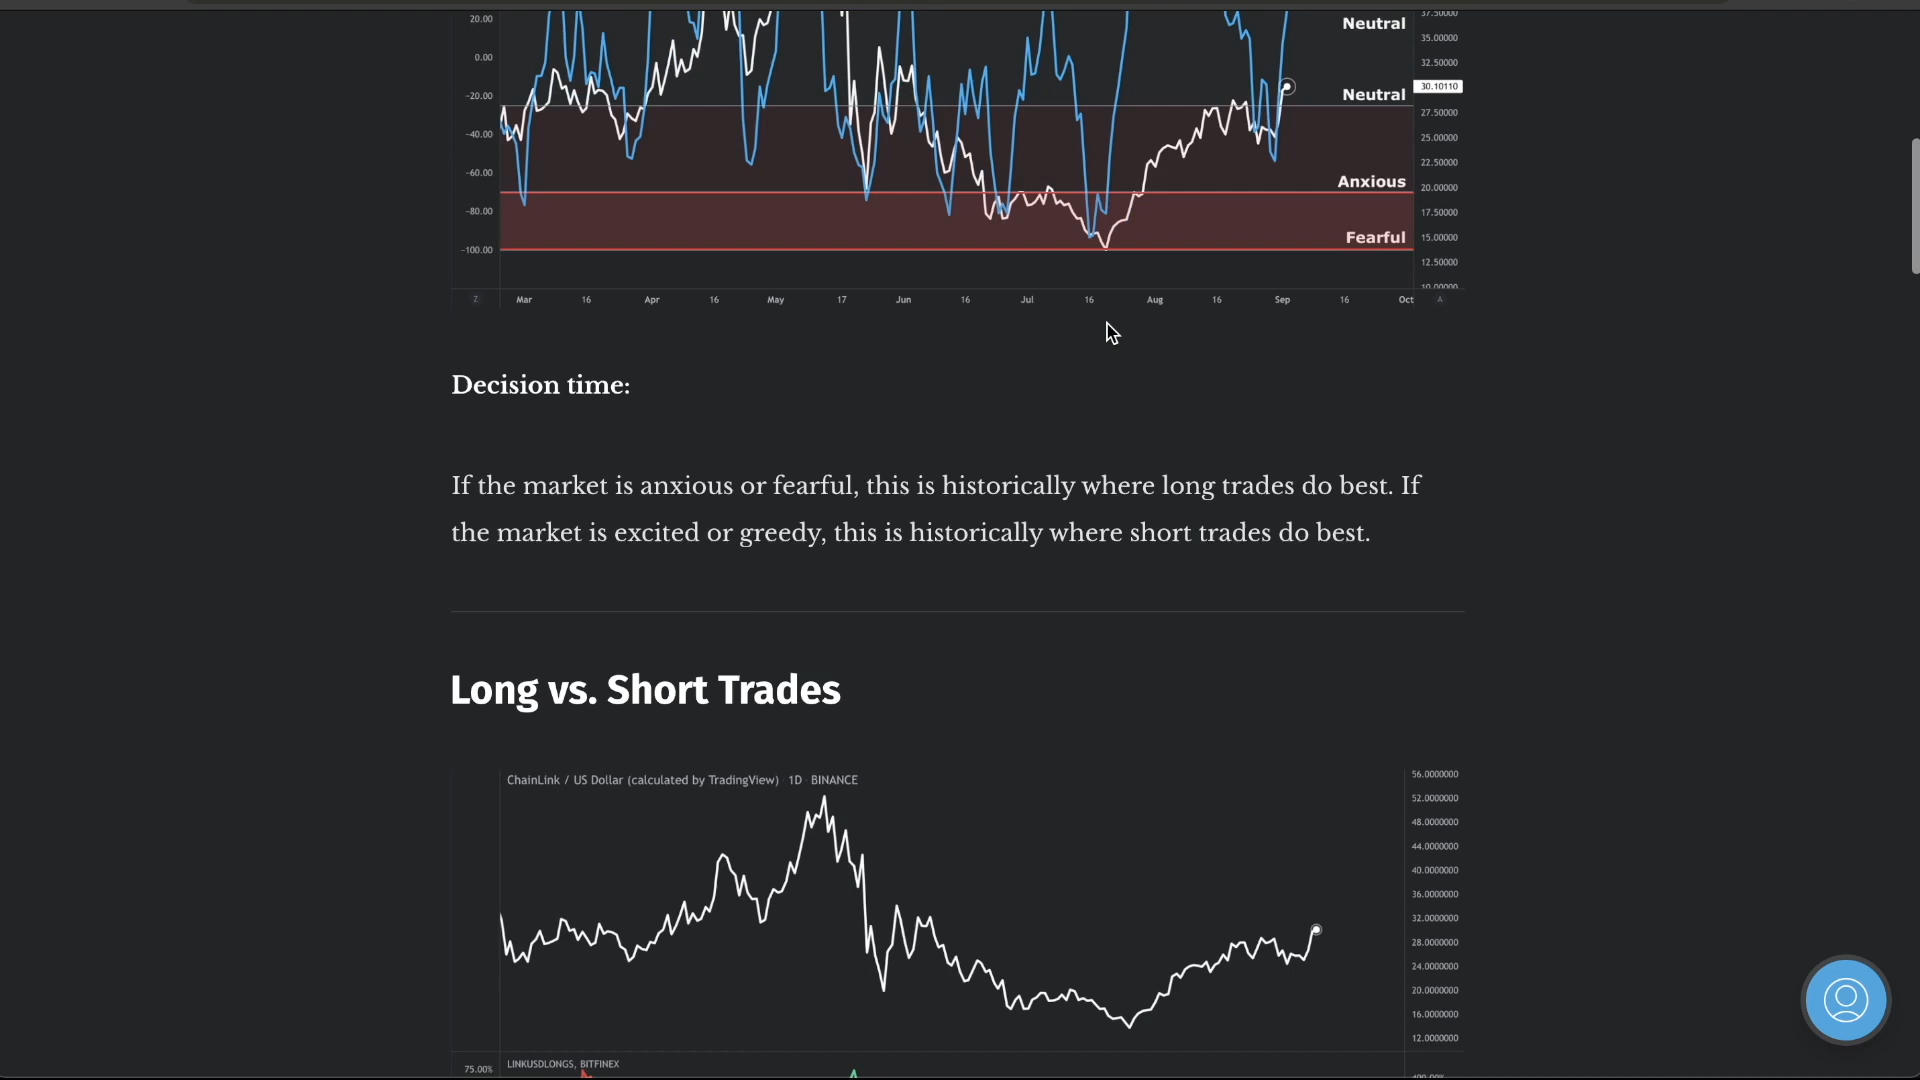 20.00
0.00
-20.00
-40.00
-60.00
-80.00
-100.00
Neutral
Neutral
Anxious
Fearful
37.50000
35.00000
32.50000
30.10110
27.50000
25.00000
22.50000
20.00000
17.50000
15.00000
12.50000
10.00000
Z Mar 16 Apr 16 May 17 Jun 16 Jul 16 Aug 16 Sep 16 Oct A
Decision time:
If the market is anxious or fearful, this is historically where long trades do best. If
the market is excited or greedy, this is historically where short trades do best.
Long vs. Short Trades
ChainLink / US Dollar (calculated by TradingView) 1D BINANCE
56.0000000
52.0000000
48.0000000
44.0000000
40.0000000
36.0000000
32.0000000
28.0000000
24.0000000
20.0000000
16.0000000
12.0000000
LINKUSDLONGS, BITFINEX
75.00%